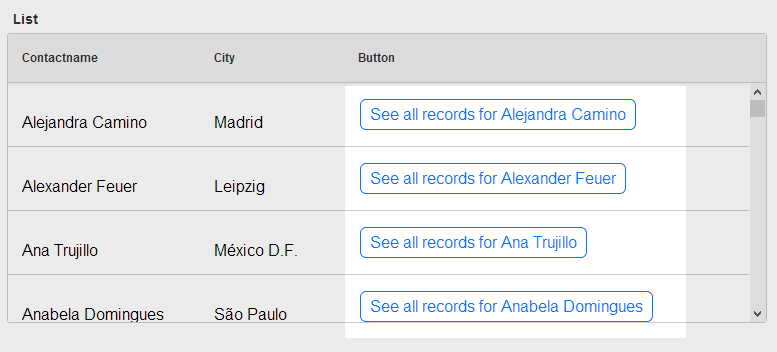 List
Contactname City Button
Alejandra Camino Madrid See all records for Alejandra Camino
Alexander Feuer Leipzig See all records for Alexander Feuer
Ana Trujillo México D.F. See all records for Ana Trujillo
Anabela Domingues São Paulo See all records for Anabela Domingues